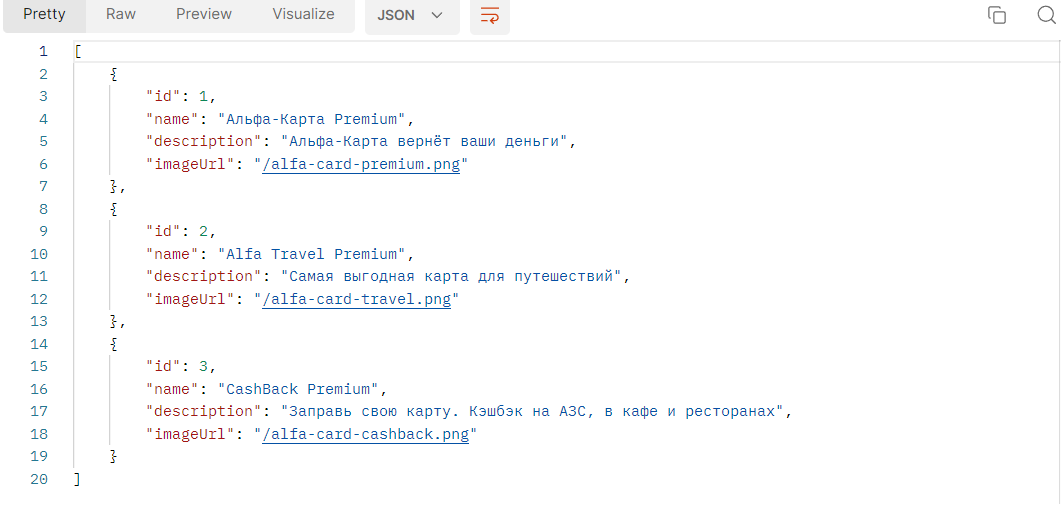 Pretty Raw Preview Visualize JSON
1 [
2 {
3 "id": 1,
4 "name": "Альфа-Карта Premium",
5 "description": "Альфа-Карта вернёт ваши деньги",
6 "imageUrl": "/alfa-card-premium.png"
7 },
8 {
9 "id": 2,
10 "name": "Alfa Travel Premium",
11 "description": "Самая выгодная карта для путешествий",
12 "imageUrl": "/alfa-card-travel.png"
13 },
14 {
15 "id": 3,
16 "name": "CashBack Premium",
17 "description": "Заправь свою карту. Кэшбэк на АЗС, в кафе и ресторанах",
18 "imageUrl": "/alfa-card-cashback.png"
19 }
20 ]